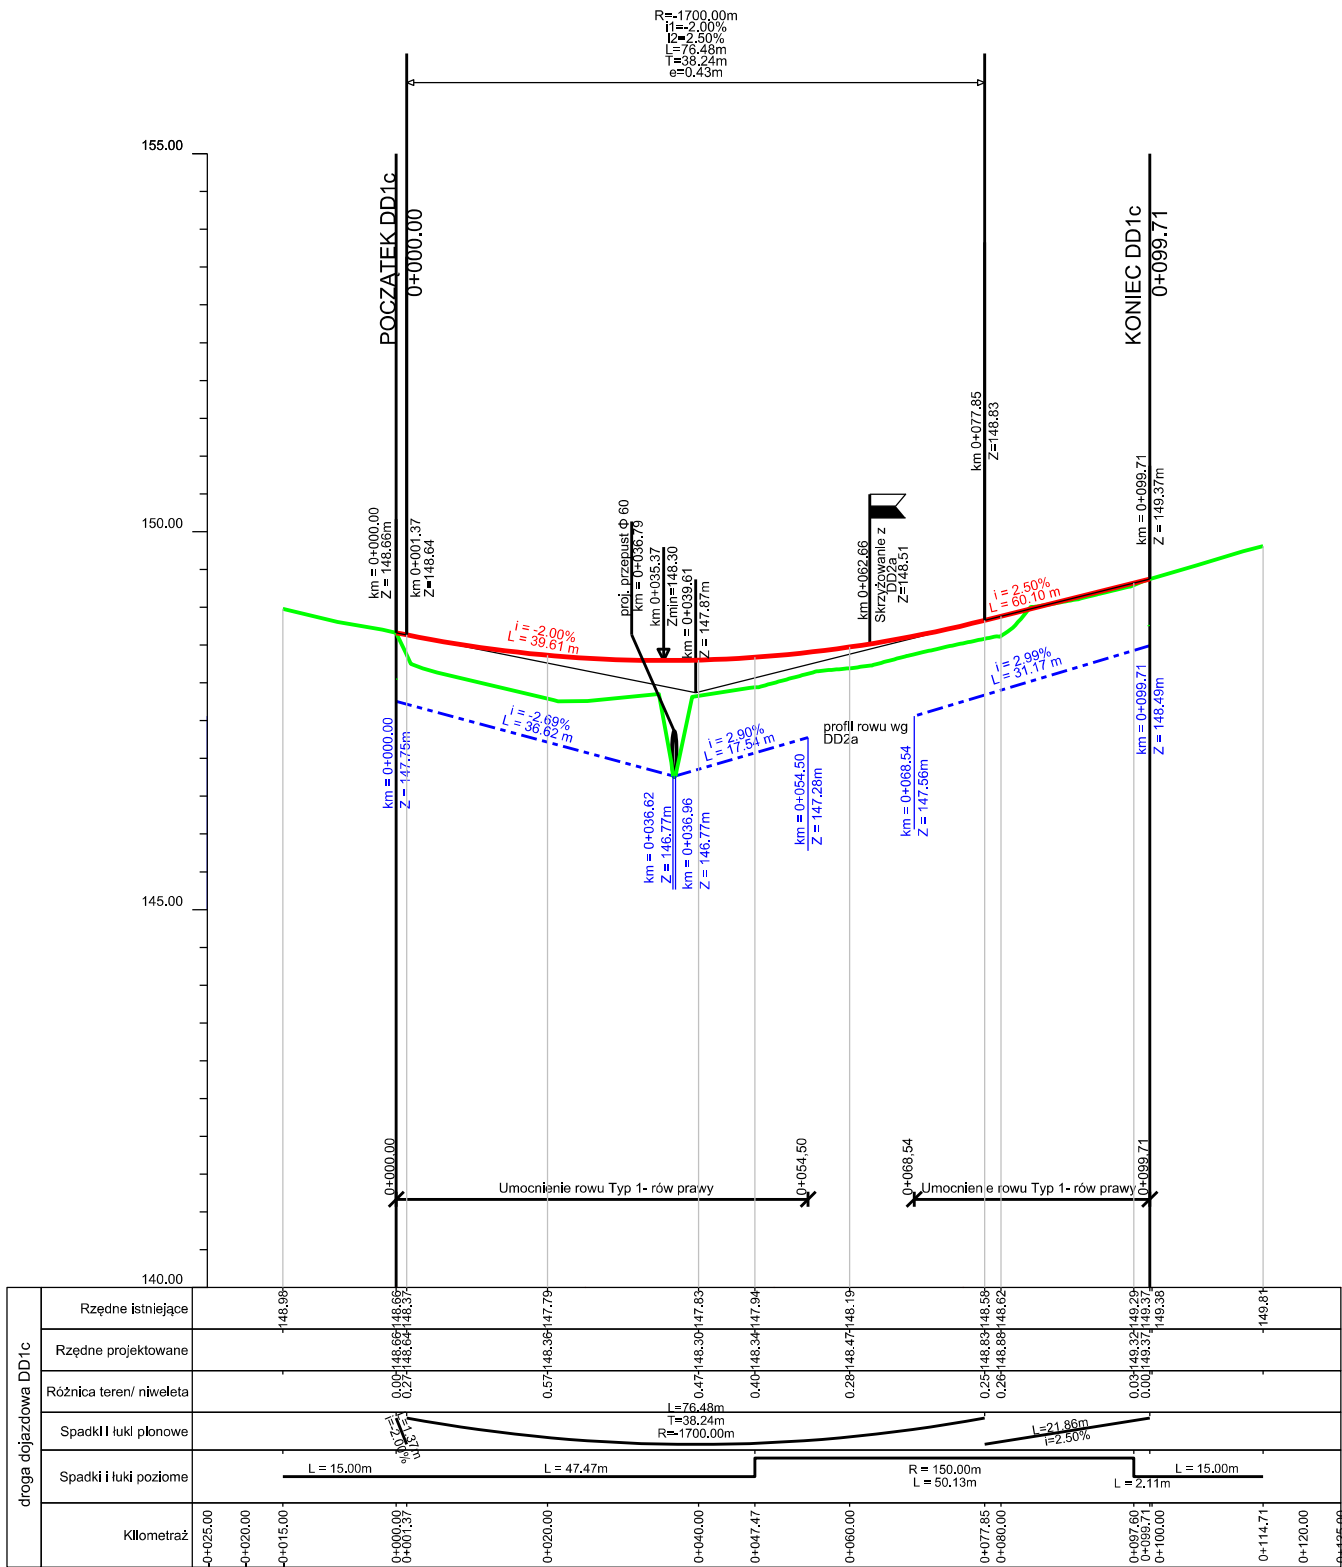 R=-1700.00m
i1=-2.00%
i2=2.50%
L=76.48m
T=38.24m
e=0.43m
155.00
POCZĄTEK DD1c
0+000.00
KONIEC DD1c
0+099.71
km 0+077.85
Z=148.83
150.00
km = 0+000.00
Z = 148.66m
km 0+001.37
Z=148.64
proj. przepust Φ 60
km = 0+036.79
km 0+035.37
Zmin=148.30
km = 0+039.61
Z = 147.87m
km 0+062.66
Skrzyżowanie z
DD2a
Z=148.51
km = 0+099.71
Z = 149.37m
i = -2.00%
L = 39.61 m
i = 2.50%
L = 60.10 m
i = -2.69%
L = 36.62 m
i = 2.90%
L = 17.54 m
i = 2.99%
L = 31.17 m
profil rowu wg
DD2a
km = 0+000.00
Z = 147.75m
km = 0+036.62
Z = 146.77m
km = 0+036.96
Z = 146.77m
km = 0+054.50
Z = 147.28m
km = 0+068.54
Z = 147.56m
km = 0+099.71
Z = 148.49m
145.00
0+000.00
Umocnienie rowu Typ 1- rów prawy
0+054,50
0+068,54
Umocnienie rowu Typ 1- rów prawy
0+099.71
140.00
droga dojazdowa DD1c
Rzędne istniejące
148.98
148.66
148.37
147.79
147.83
147.94
148.19
148.58
148.62
149.29
149.37
149.38
149.81
Rzędne projektowane
148.66
148.64
148.36
148.30
148.34
148.47
148.83
148.88
149.32
149.37
Różnica teren/ niweleta
0.00
0.27
0.57
0.47
0.40
0.28
0.25
0.26
0.03
0.00
Spadki i łuki pionowe
L=1.37m
i=-2.00%
L=76.48m
T=38.24m
R=-1700.00m
L=21.86m
i=2.50%
Spadki i łuki poziome
L = 15.00m
L = 47.47m
R = 150.00m
L = 50.13m
L = 2.11m
L = 15.00m
Kilometraż
-0+025.00
-0+020.00
-0+015.00
0+000.00
0+001.37
0+020.00
0+040.00
0+047.47
0+060.00
0+077.85
0+080.00
0+097.60
0+099.71
0+100.00
0+114.71
0+120.00